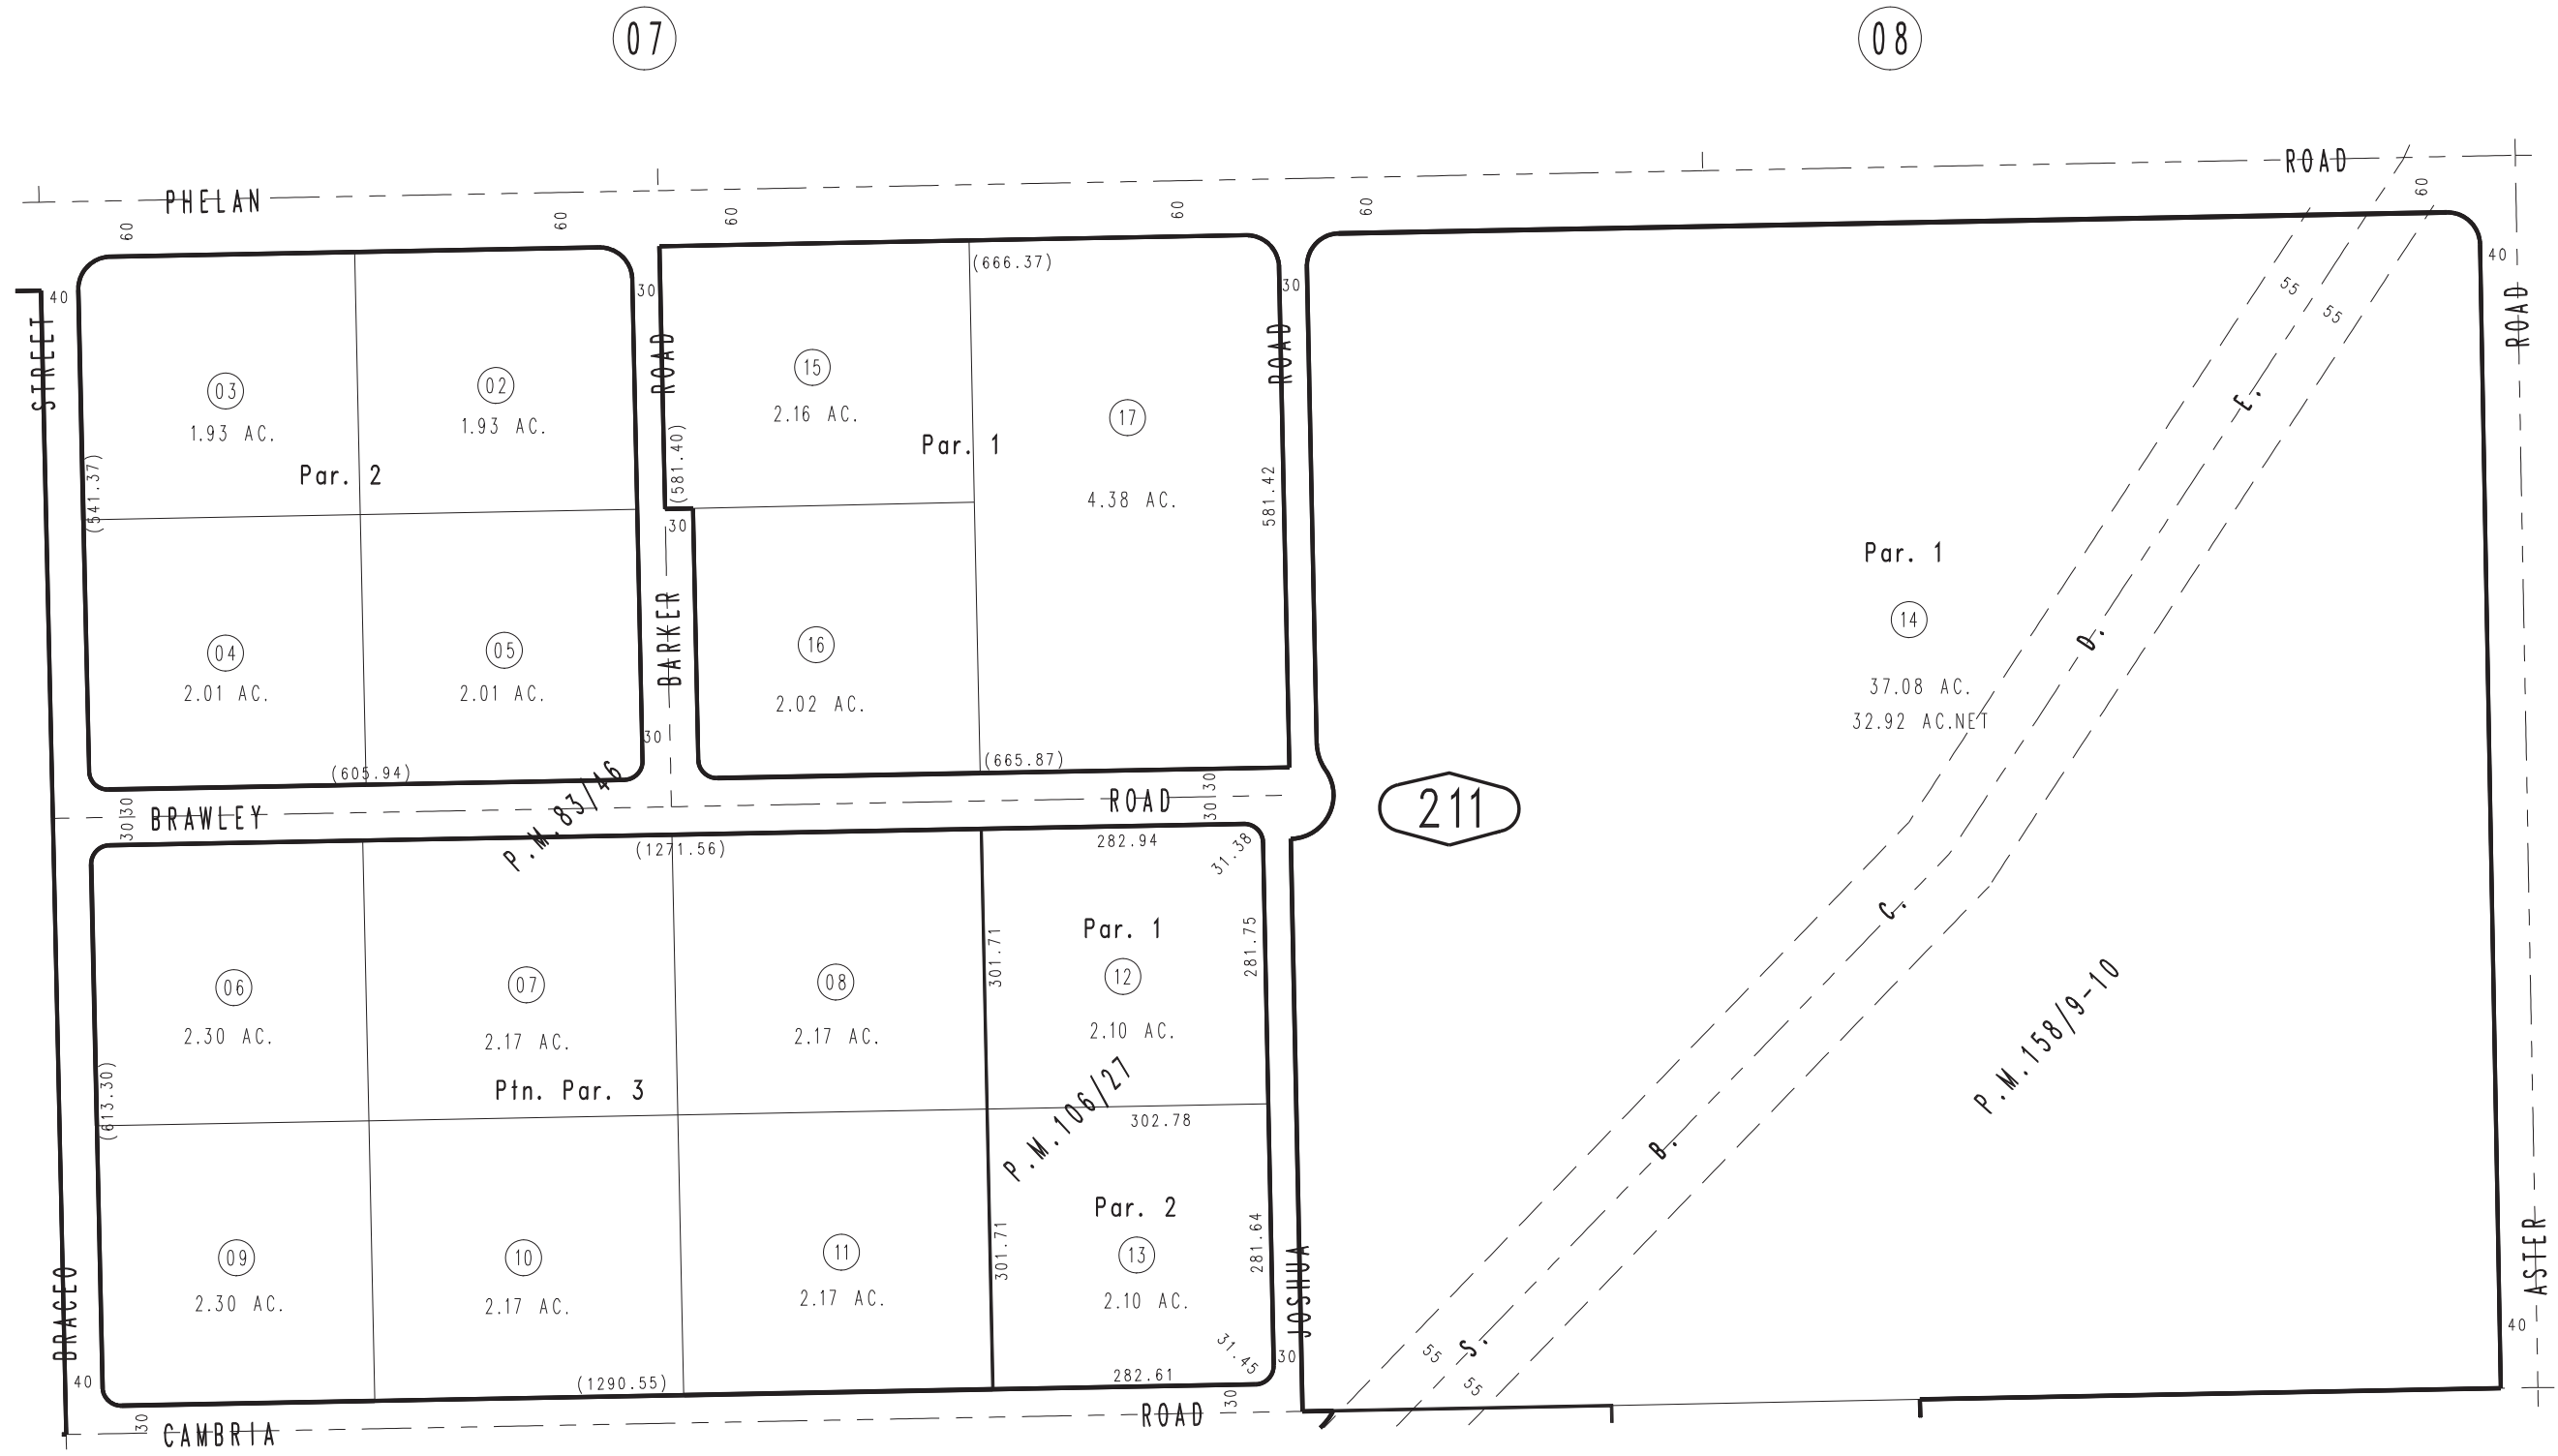 07
08
PHELAN
ROAD
60
60
60
60
60
60
40
30
30
40
STREET
ROAD
ROAD
ROAD
(666.37)
55
55
03
1.93 AC.
02
1.93 AC.
15
2.16 AC.
17
4.38 AC.
Par. 2
Par. 1
(541.37)
(581.40)
581.42
30
E.
D.
C.
B.
S.
Par. 1
14
37.08 AC.
32.92 AC.NET
04
2.01 AC.
05
2.01 AC.
BARKER
16
2.02 AC.
30
(605.94)
(665.87)
30
30
30
30
BRAWLEY
ROAD
P.M.83/46
211
(1271.56)
282.94
31.38
301.71
281.75
Par. 1
12
2.10 AC.
06
2.30 AC.
07
2.17 AC.
08
2.17 AC.
Ptn. Par. 3
(613.30)
P.M.106/27
302.78
P.M.158/9-10
09
2.30 AC.
10
2.17 AC.
11
2.17 AC.
301.71
281.64
Par. 2
13
2.10 AC.
31.45
BRACEO
JOSHUA
ASTER
40
30
55
55
40
(1290.55)
282.61
30
30
CAMBRIA
ROAD